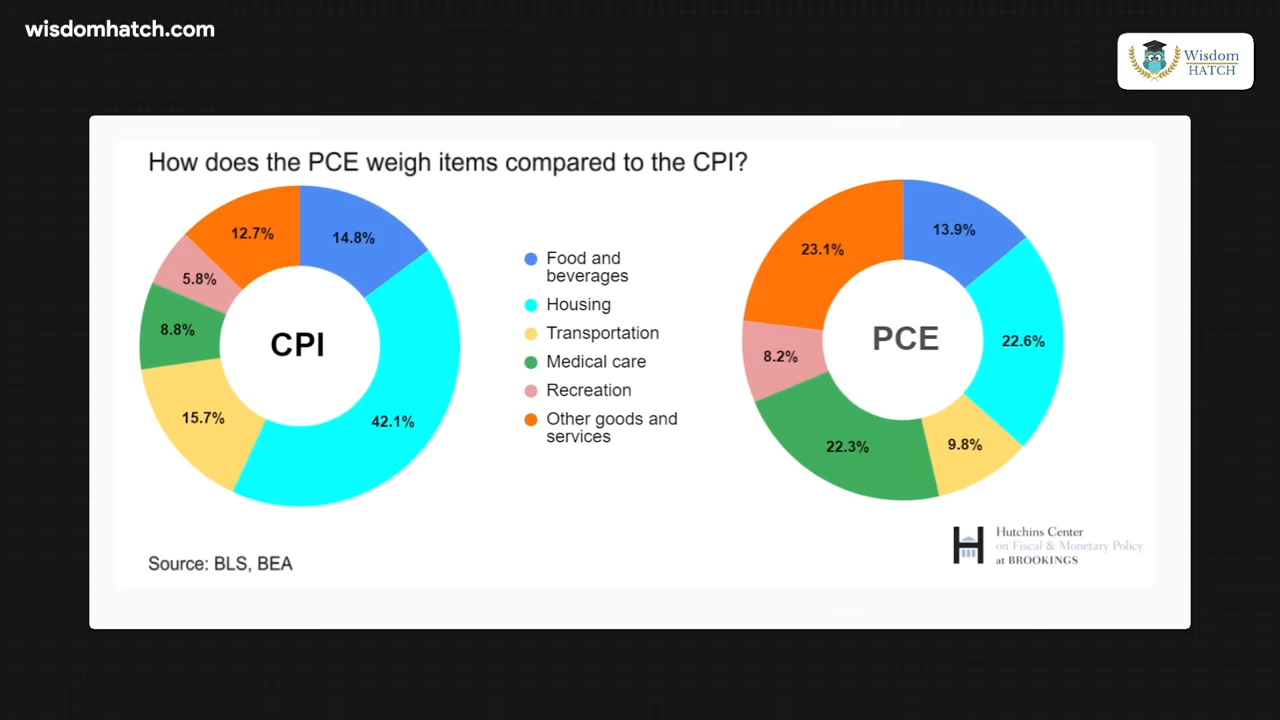 wisdomhatch.com
Wisdom
HATCH
How does the PCE weigh items compared to the CPI?
12.7%
14.8%
5.8%
8.8%
CPI
15.7%
42.1%
Food and
beverages
Housing
Transportation
Medical care
Recreation
Other goods and
services
13.9%
23.1%
PCE
22.6%
8.2%
22.3%
9.8%
Source: BLS, BEA
Hutchins Center
on Fiscal & Monetary Policy
at BROOKINGS